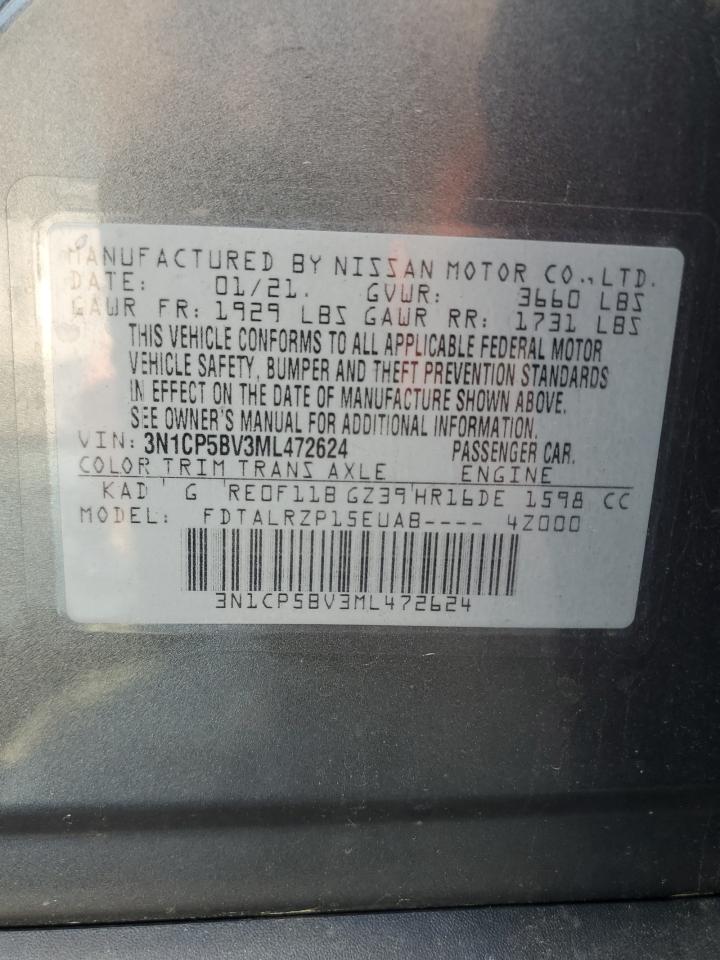 MANUFACTURED BY NISSAN MOTOR CO., LTD.
DATE: 01/21. GVWR: 3660 LBS
GAWR FR: 1929 LBS GAWR RR: 1731 LBS
THIS VEHICLE CONFORMS TO ALL APPLICABLE FEDERAL MOTOR
VEHICLE SAFETY, BUMPER AND THEFT PREVENTION STANDARDS
IN EFFECT ON THE DATE OF MANUFACTURE SHOWN ABOVE.
SEE OWNER'S MANUAL FOR ADDITIONAL INFORMATION.
VIN: 3N1CP5BV3ML472624 PASSENGER CAR.
COLOR TRIM TRANS AXLE ENGINE
KAD G RE0F11B GZ39 HR16DE 1598 CC
MODEL: FDTALRZP15EUAB---- 4Z000
3N1CP5BV3ML472624